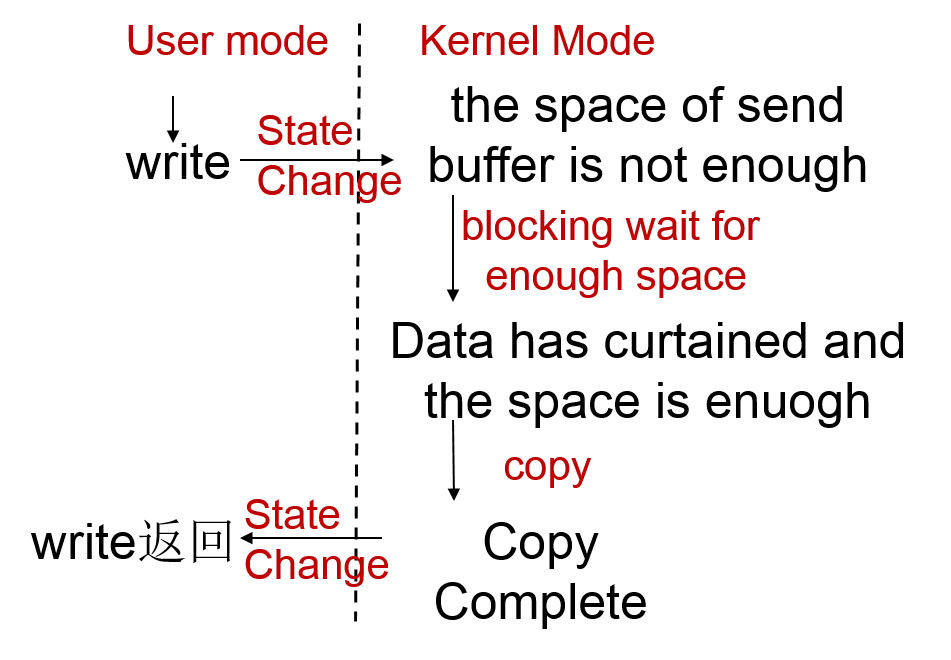 User mode
Kernel Mode
the space of send
buffer is not enough
write
State
Change
blocking wait for
enough space
Data has curtained and
the space is enuogh
copy
State
Change
write返回
Copy
Complete